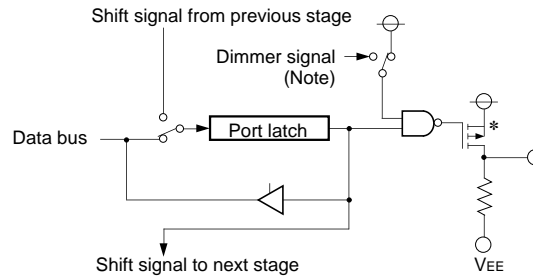 Shift signal from previous stage
Dimmer signal
(Note)
Data bus
Port latch
*
Shift signal to next stage
VEE